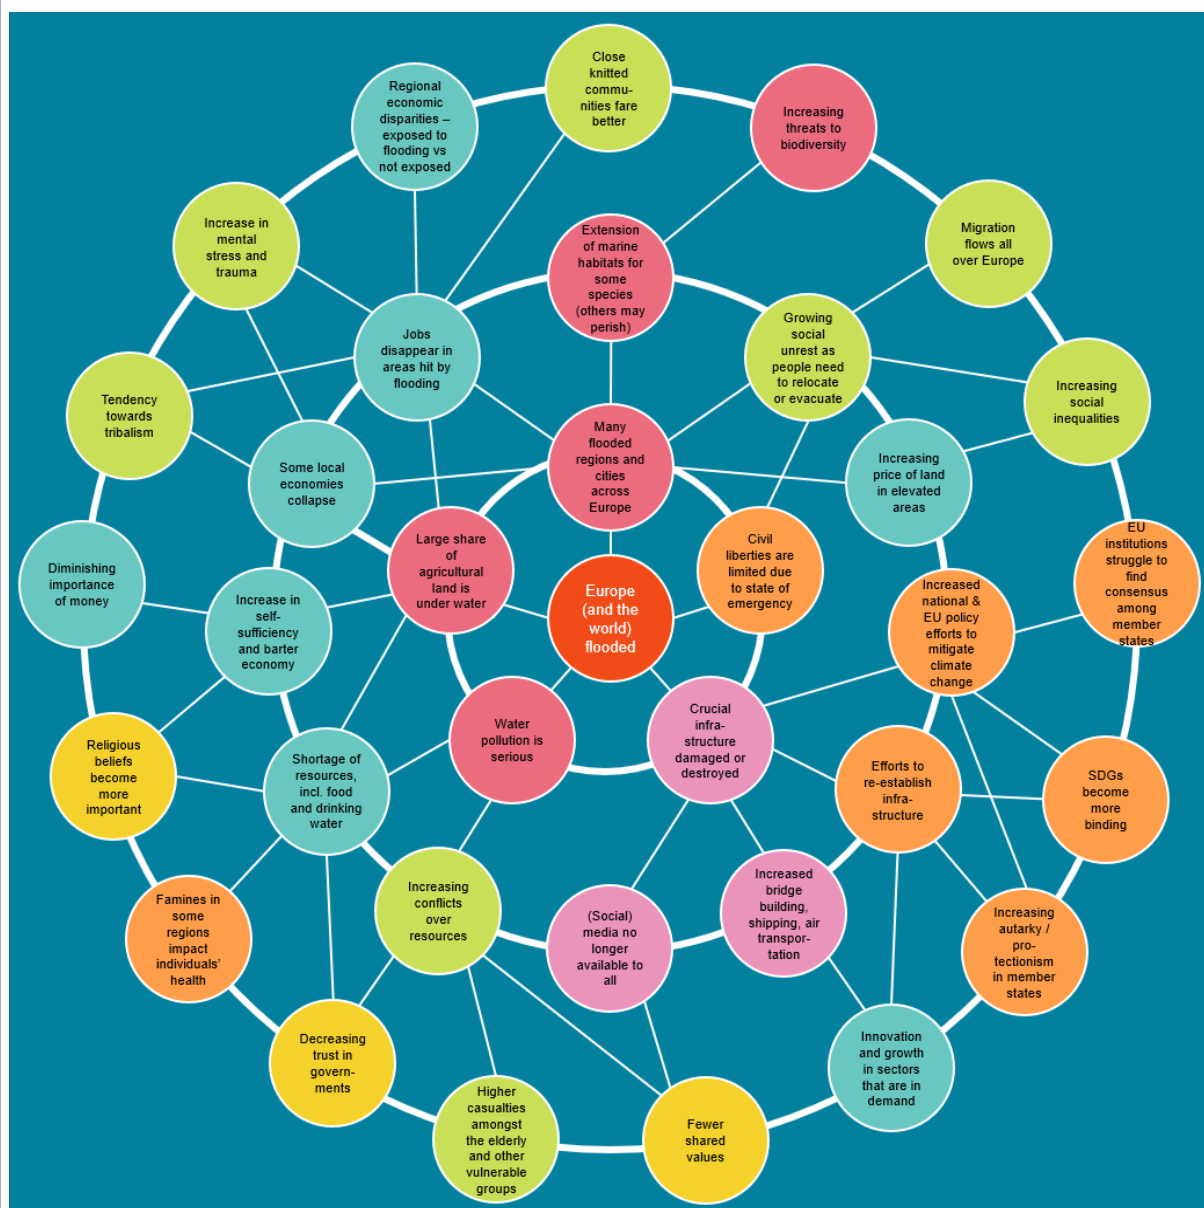 Close
knitted
commu-
nities fare
better
Regional
economic
disparities –
exposed to
flooding vs
not exposed
Increasing
threats to
biodiversity
Increase in
mental
stress and
trauma
Extension
of marine
habitats for
some
species
(others may
perish)
Migration
flows all
over Europe
Jobs
disappear in
areas hit by
flooding
Growing
social
unrest as
people need
to relocate
or evacuate
Tendency
towards
tribalism
Increasing
social
inequalities
Some local
economies
collapse
Many
flooded
regions and
cities
across
Europe
Increasing
price of land
in elevated
areas
Diminishing
importance
of money
Large share
of
agricultural
land is
under water
Civil
liberties are
limited due
to state of
emergency
EU
institutions
struggle to
find
consensus
among
member
states
Increase in
self-
sufficiency
and barter
economy
Europe
(and the
world)
flooded
Increased
national &
EU policy
efforts to
mitigate
climate
change
Religious
beliefs
become
more
important
Shortage of
resources,
incl. food
and drinking
water
Water
pollution is
serious
Crucial
infra-
structure
damaged or
destroyed
Efforts to
re-establish
infra-
structure
SDGs
become
more
binding
Famines in
some
regions
impact
individuals’
health
Increasing
conflicts
over
resources
(Social)
media no
longer
available to
all
Increased
bridge
building,
shipping, air
transpor-
tation
Increasing
autarky /
pro-
tectionism
in member
states
Decreasing
trust in
govern-
ments
Innovation
and growth
in sectors
that are in
demand
Higher
casualties
amongst
the elderly
and other
vulnerable
groups
Fewer
shared
values